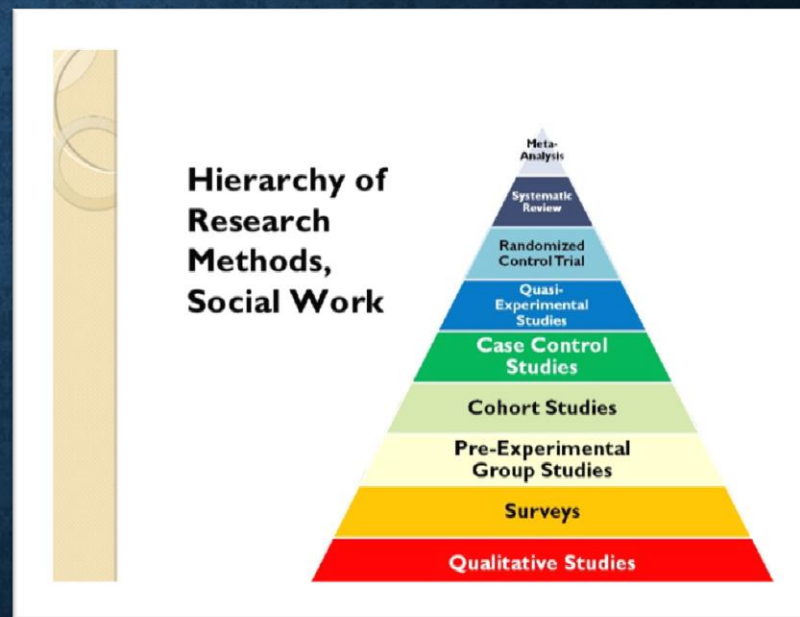 Hierarchy of
Research
Methods,
Social Work
Meta-
Analysis
Systematic
Review
Randomized
Control Trial
Quasi-
Experimental
Studies
Case Control
Studies
Cohort Studies
Pre-Experimental
Group Studies
Surveys
Qualitative Studies